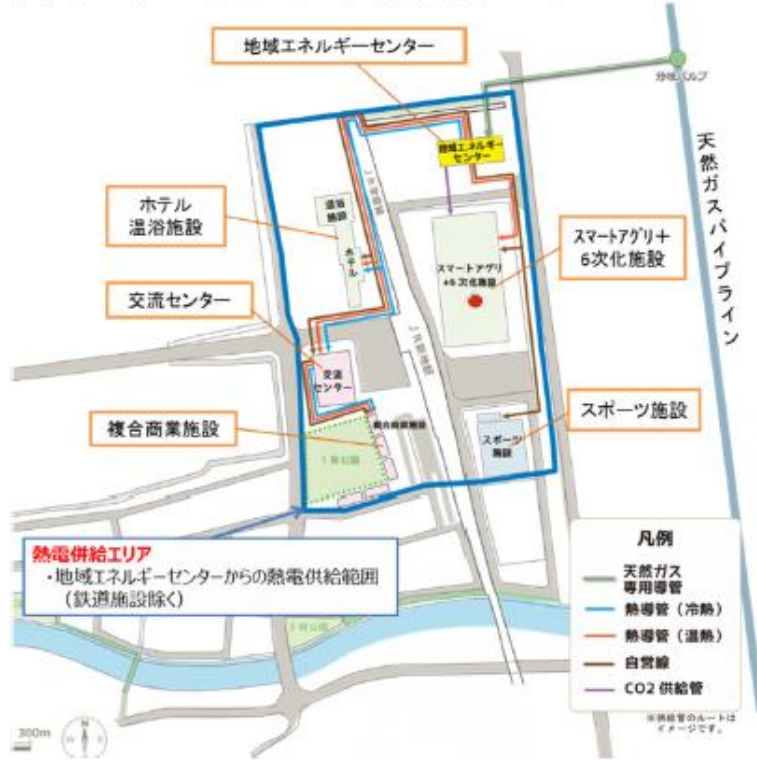 地域エネルギーセンター
分岐バルブ
天然ガスパイプライン
地域エネルギー
センター
ホテル
温浴施設
温浴
施設
ホテル
スマートアグリ
+6次化施設
スマートアグリ+
6次化施設
交流センター
交流
センター
複合商業施設
複合商業施設
スポーツ施設
スポーツ
施設
熱電併給エリア
・地域エネルギーセンターからの熱電供給範囲
(鉄道施設除く)
凡例
天然ガス
専用導管
熱導管(冷熱)
熱導管(温熱)
自営線
CO2 供給管
※供給管のルートは
イメージです。
300m
N